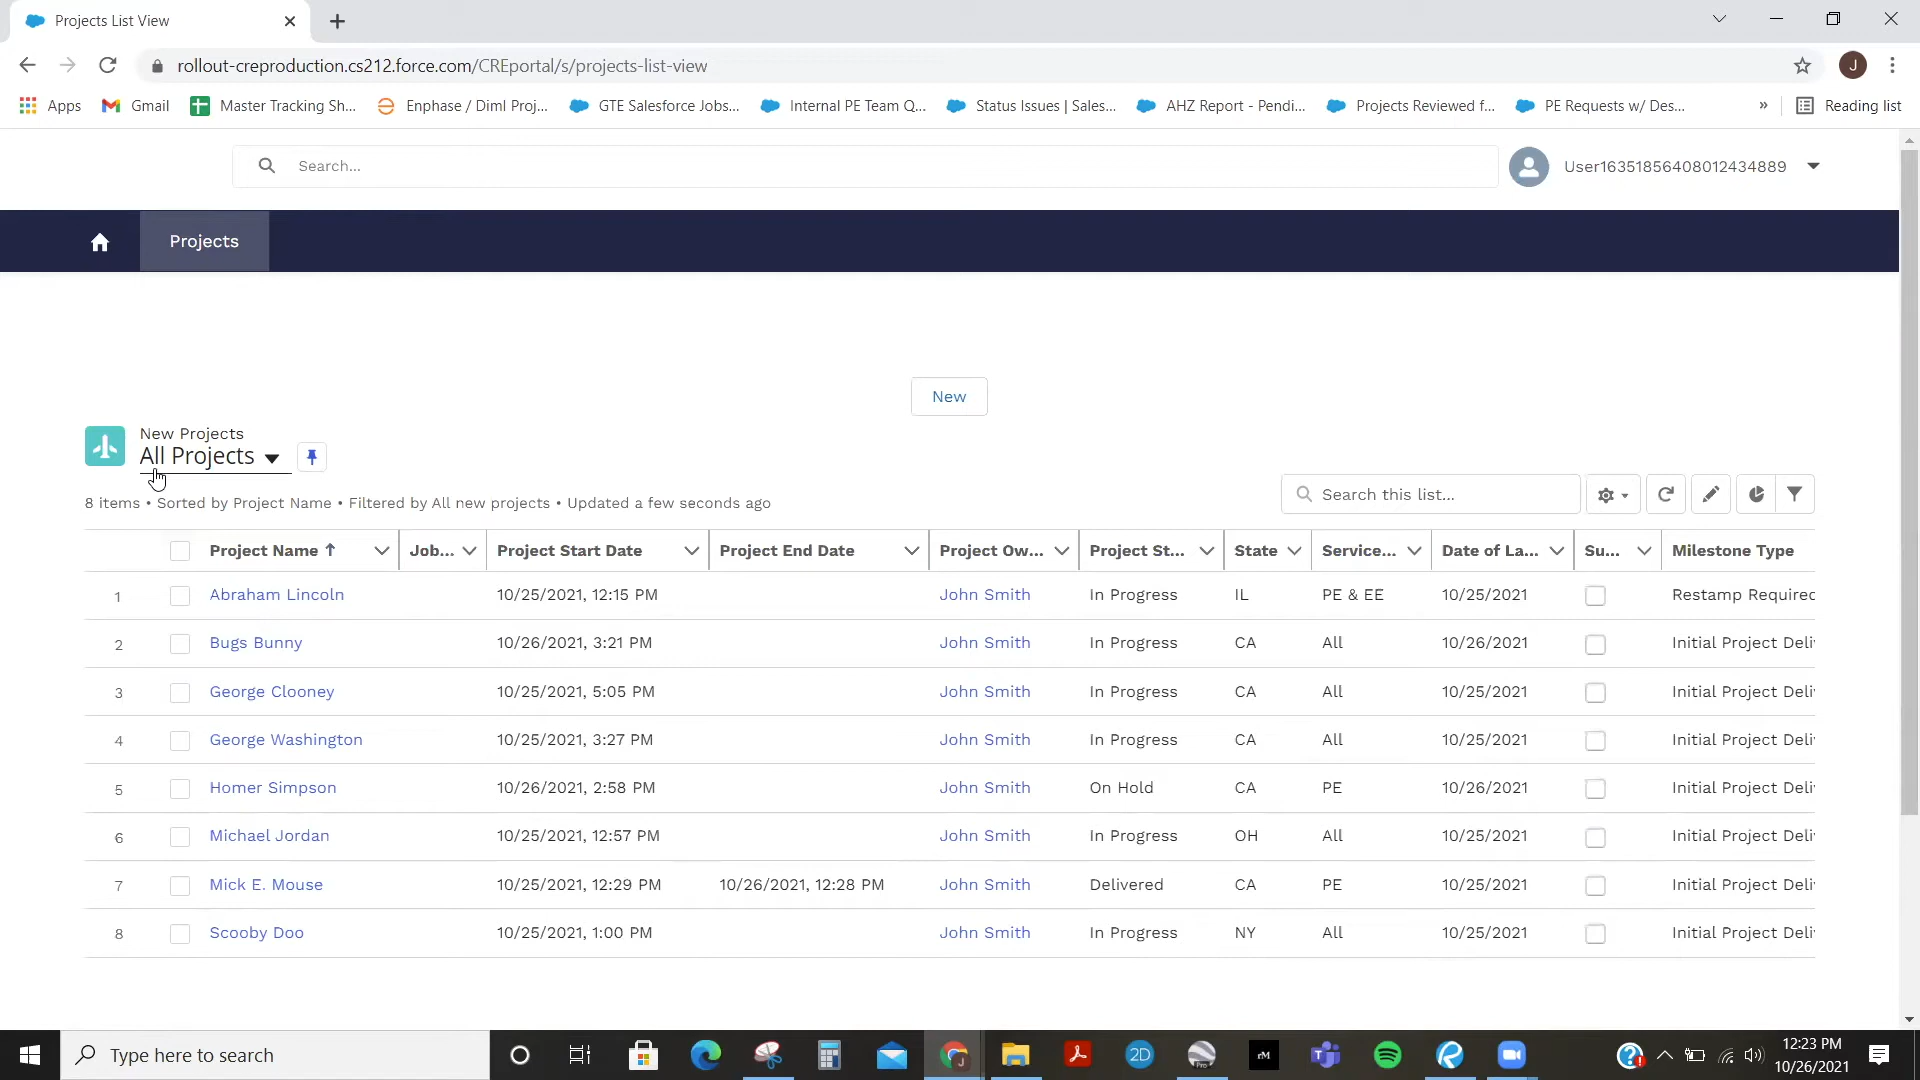 Projects List View
rollout-creproduction.cs212.force.com/CREportal/s/projects-list-view
J
Apps
Gmail
Master Tracking Sh...
Enphase / Diml Proj...
GTE Salesforce Jobs...
Internal PE Team Q...
Status Issues | Sales...
AHZ Report - Pendi...
Projects Reviewed f...
PE Requests w/ Des...
»
Reading list
Search...
User16351856408012434889
Projects
New
New Projects
All Projects
8 items • Sorted by Project Name • Filtered by All new projects • Updated a few seconds ago
Search this list...
Project Name Job... Project Start Date Project End Date Project Ow... Project St... State Service... Date of La... Su... Milestone Type
1 Abraham Lincoln 10/25/2021, 12:15 PM John Smith In Progress IL PE & EE 10/25/2021 Restamp Required
2 Bugs Bunny 10/26/2021, 3:21 PM John Smith In Progress CA All 10/26/2021 Initial Project Deli
3 George Clooney 10/25/2021, 5:05 PM John Smith In Progress CA All 10/25/2021 Initial Project Deli
4 George Washington 10/25/2021, 3:27 PM John Smith In Progress CA All 10/25/2021 Initial Project Deli
5 Homer Simpson 10/26/2021, 2:58 PM John Smith On Hold CA PE 10/26/2021 Initial Project Deli
6 Michael Jordan 10/25/2021, 12:57 PM John Smith In Progress OH All 10/25/2021 Initial Project Deli
7 Mick E. Mouse 10/25/2021, 12:29 PM 10/26/2021, 12:28 PM John Smith Delivered CA PE 10/25/2021 Initial Project Deli
8 Scooby Doo 10/25/2021, 1:00 PM John Smith In Progress NY All 10/25/2021 Initial Project Deli
Type here to search
2D
Pro
rM
12:23 PM
10/26/2021